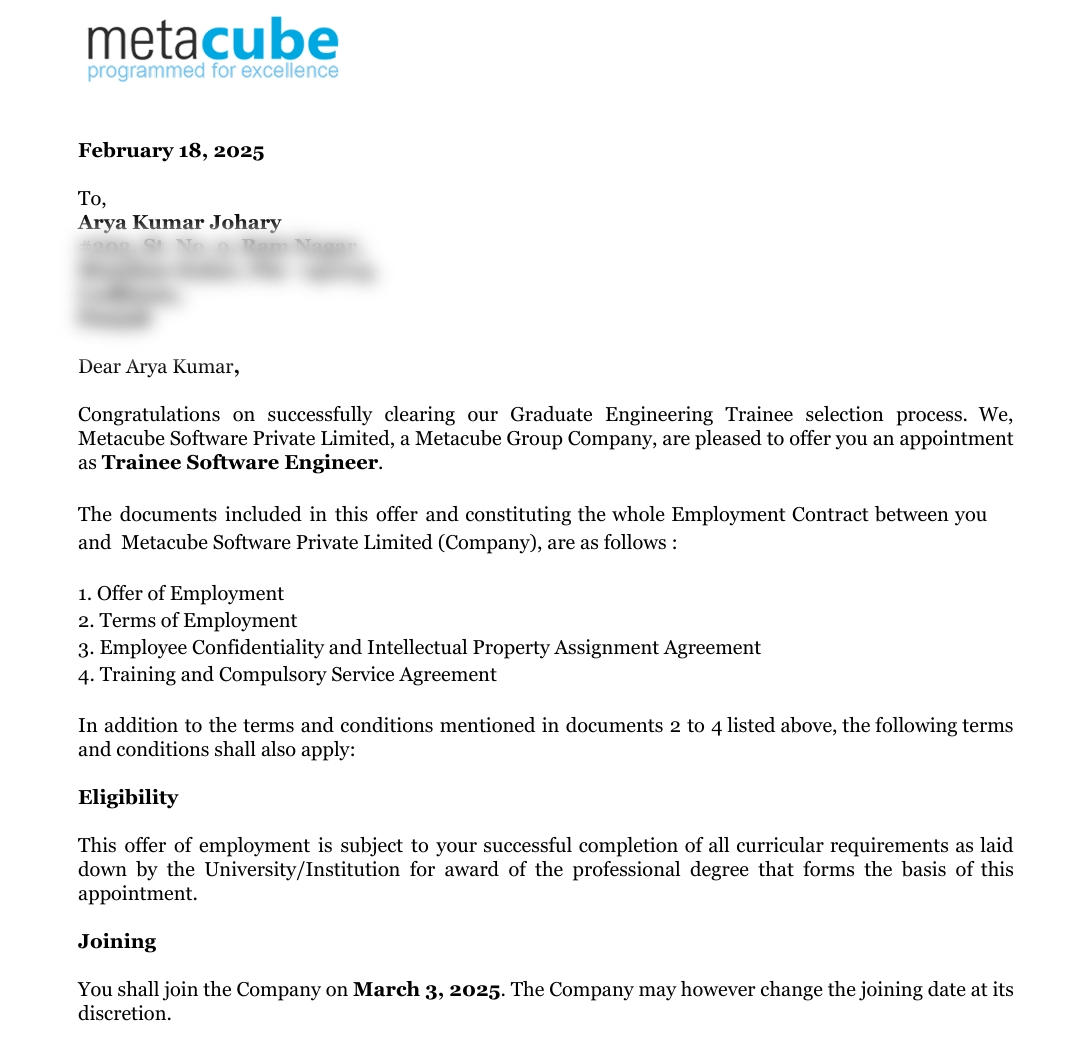 metacube
programmed for excellence
February 18, 2025
To,
Arya Kumar Johary
Dear Arya Kumar,
Congratulations on successfully clearing our Graduate Engineering Trainee selection process. We,
Metacube Software Private Limited, a Metacube Group Company, are pleased to offer you an appointment
as Trainee Software Engineer.
The documents included in this offer and constituting the whole Employment Contract between you
and Metacube Software Private Limited (Company), are as follows :
1. Offer of Employment
2. Terms of Employment
3. Employee Confidentiality and Intellectual Property Assignment Agreement
4. Training and Compulsory Service Agreement
In addition to the terms and conditions mentioned in documents 2 to 4 listed above, the following terms
and conditions shall also apply:
Eligibility
This offer of employment is subject to your successful completion of all curricular requirements as laid
down by the University/Institution for award of the professional degree that forms the basis of this
appointment.
Joining
You shall join the Company on March 3, 2025. The Company may however change the joining date at its
discretion.